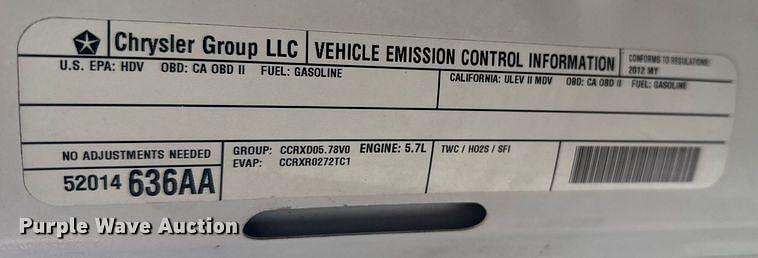 Chrysler Group LLC VEHICLE EMISSION CONTROL INFORMATION CONFORMS TO REGULATIONS:
2012 MY
U.S. EPA: HDV OBD: CA OBD II FUEL: GASOLINE
CALIFORNIA: ULEV II MDV OBD: CA OBD II FUEL: GASOLINE
NO ADJUSTMENTS NEEDED
52014 636AA
GROUP: CCRXD05.78V0 ENGINE: 5.7L
EVAP: CCRXR0272TC1
TWC / HO2S / SFI
Purple Wave Auction